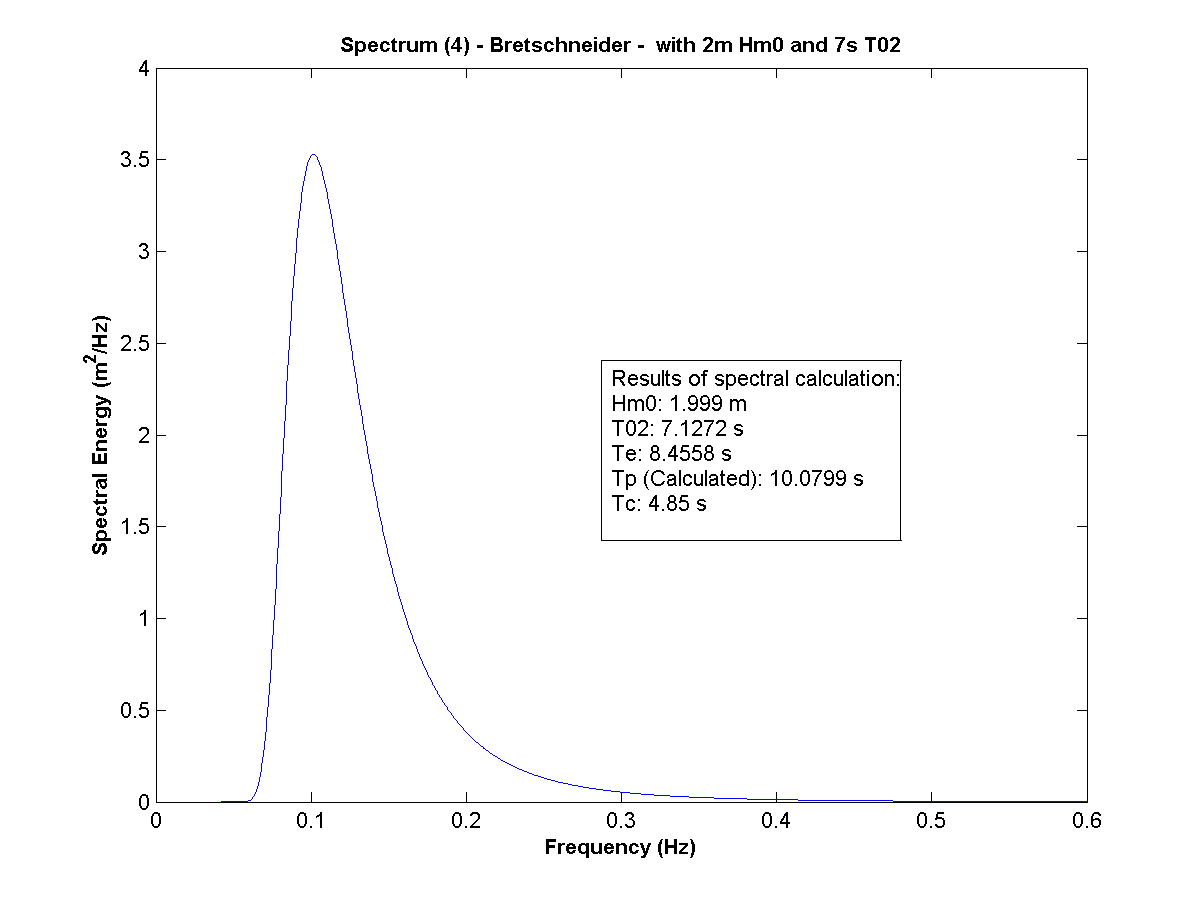 Spectrum (4) - Bretschneider - with 2m Hm0 and 7s T02
4
3.5
3
2.5
2
1.5
1
0.5
0
Spectral Energy (m²/Hz)
Results of spectral calculation:
Hm0: 1.999 m
T02: 7.1272 s
Te: 8.4558 s
Tp (Calculated): 10.0799 s
Tc: 4.85 s
0 0.1 0.2 0.3 0.4 0.5 0.6
Frequency (Hz)